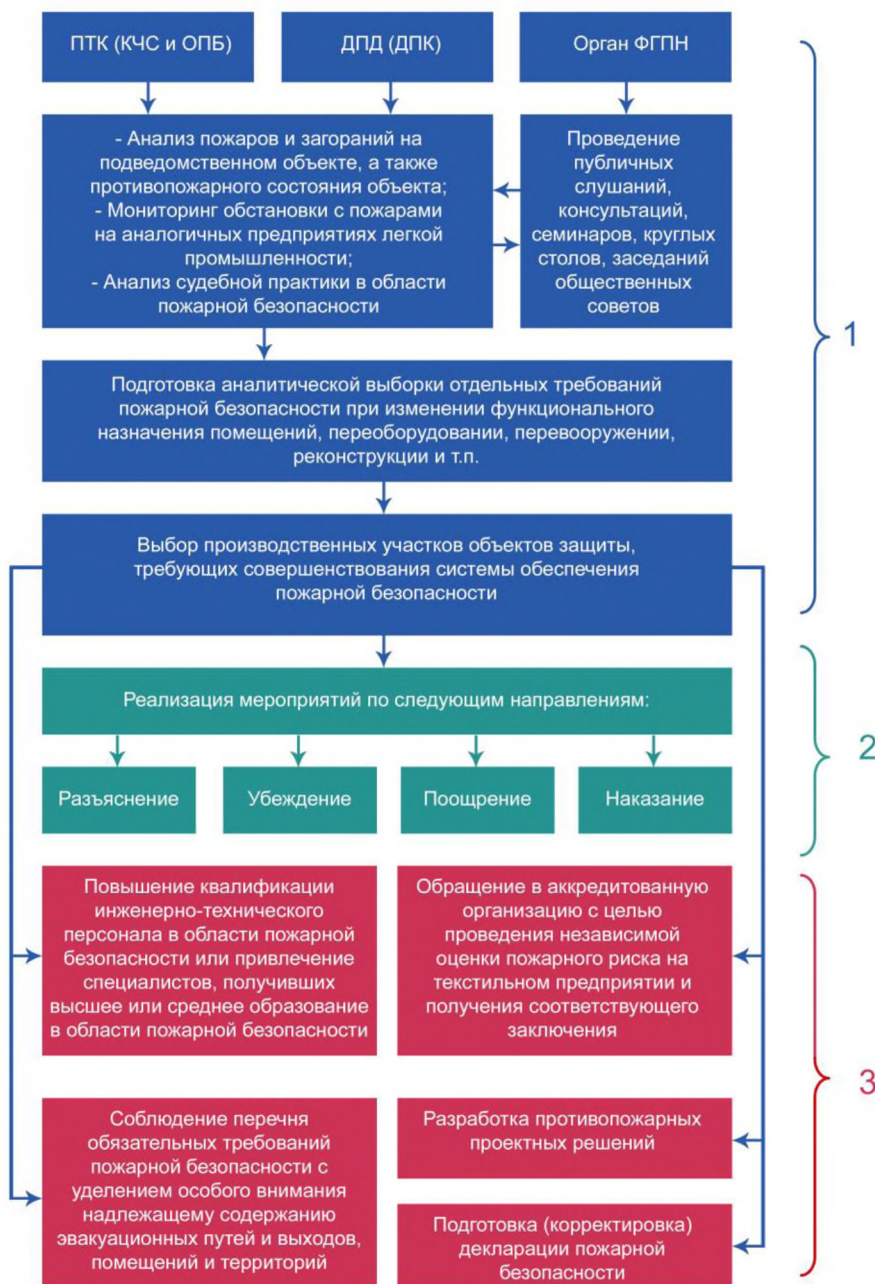 ПТК (КЧС и ОПБ)
ДПД (ДПК)
Орган ФГПН
- Анализ пожаров и загораний на
подведомственном объекте, а также
противопожарного состояния объекта;
- Мониторинг обстановки с пожарами
на аналогичных предприятиях легкой
промышленности;
- Анализ судебной практики в области
пожарной безопасности
Проведение
публичных
слушаний,
консультаций,
семинаров, круглых
столов, заседаний
общественных
советов
1
Подготовка аналитической выборки отдельных требований
пожарной безопасности при изменении функционального
назначения помещений, переоборудовании, перевооружении,
реконструкции и т.п.
Выбор производственных участков объектов защиты,
требующих совершенствования системы обеспечения
пожарной безопасности
Реализация мероприятий по следующим направлениям:
2
Разъяснение
Убеждение
Поощрение
Наказание
Повышение квалификации
инженерно-технического
персонала в области пожарной
безопасности или привлечение
специалистов, получивших
высшее или среднее образование
в области пожарной безопасности
Обращение в аккредитованную
организацию с целью
проведения независимой
оценки пожарного риска на
текстильном предприятии и
получения соответствующего
заключения
3
Соблюдение перечня
обязательных требований
пожарной безопасности с
уделением особого внимания
надлежащему содержанию
эвакуационных путей и выходов,
помещений и территорий
Разработка противопожарных
проектных решений
Подготовка (корректировка)
декларации пожарной
безопасности